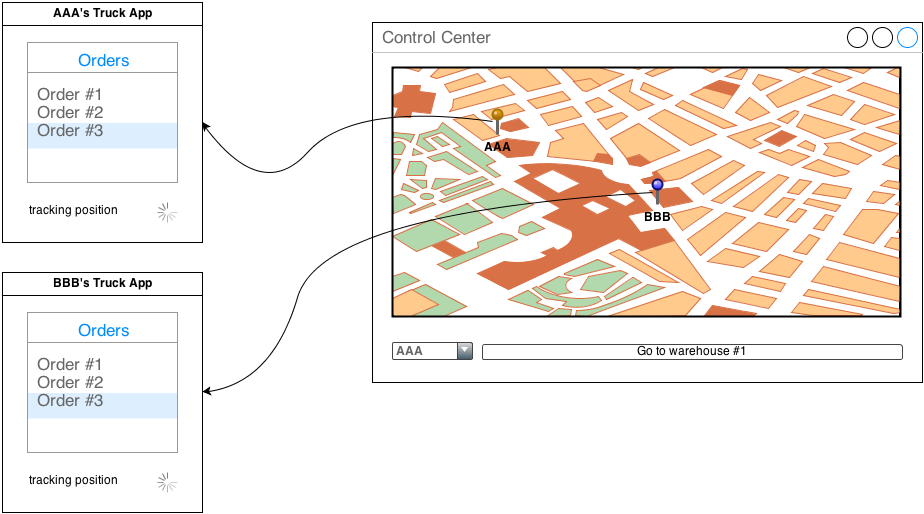 AAA's Truck App
Orders
Order #1
Order #2
Order #3
tracking position
BBB's Truck App
Orders
Order #1
Order #2
Order #3
tracking position
Control Center
AAA
BBB
AAA
Go to warehouse #1